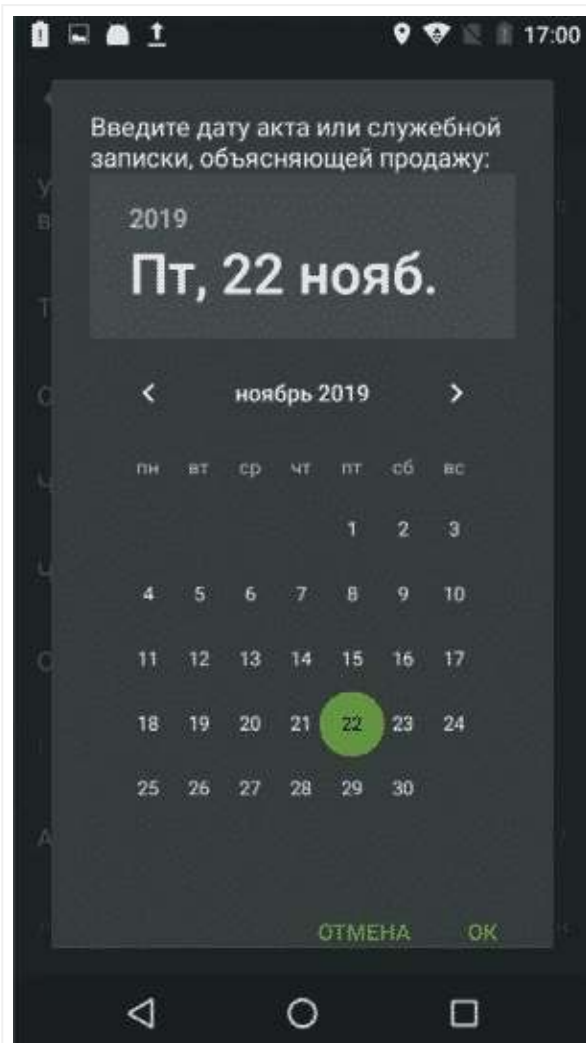 17:00
Введите дату акта или служебной
записки, объясняющей продажу:
2019
Пт, 22 нояб.
ноябрь 2019
пн вт ср чт пт сб вс
1 2 3
4 5 6 7 8 9 10
11 12 13 14 15 16 17
18 19 20 21 22 23 24
25 26 27 28 29 30
ОТМЕНА ОК